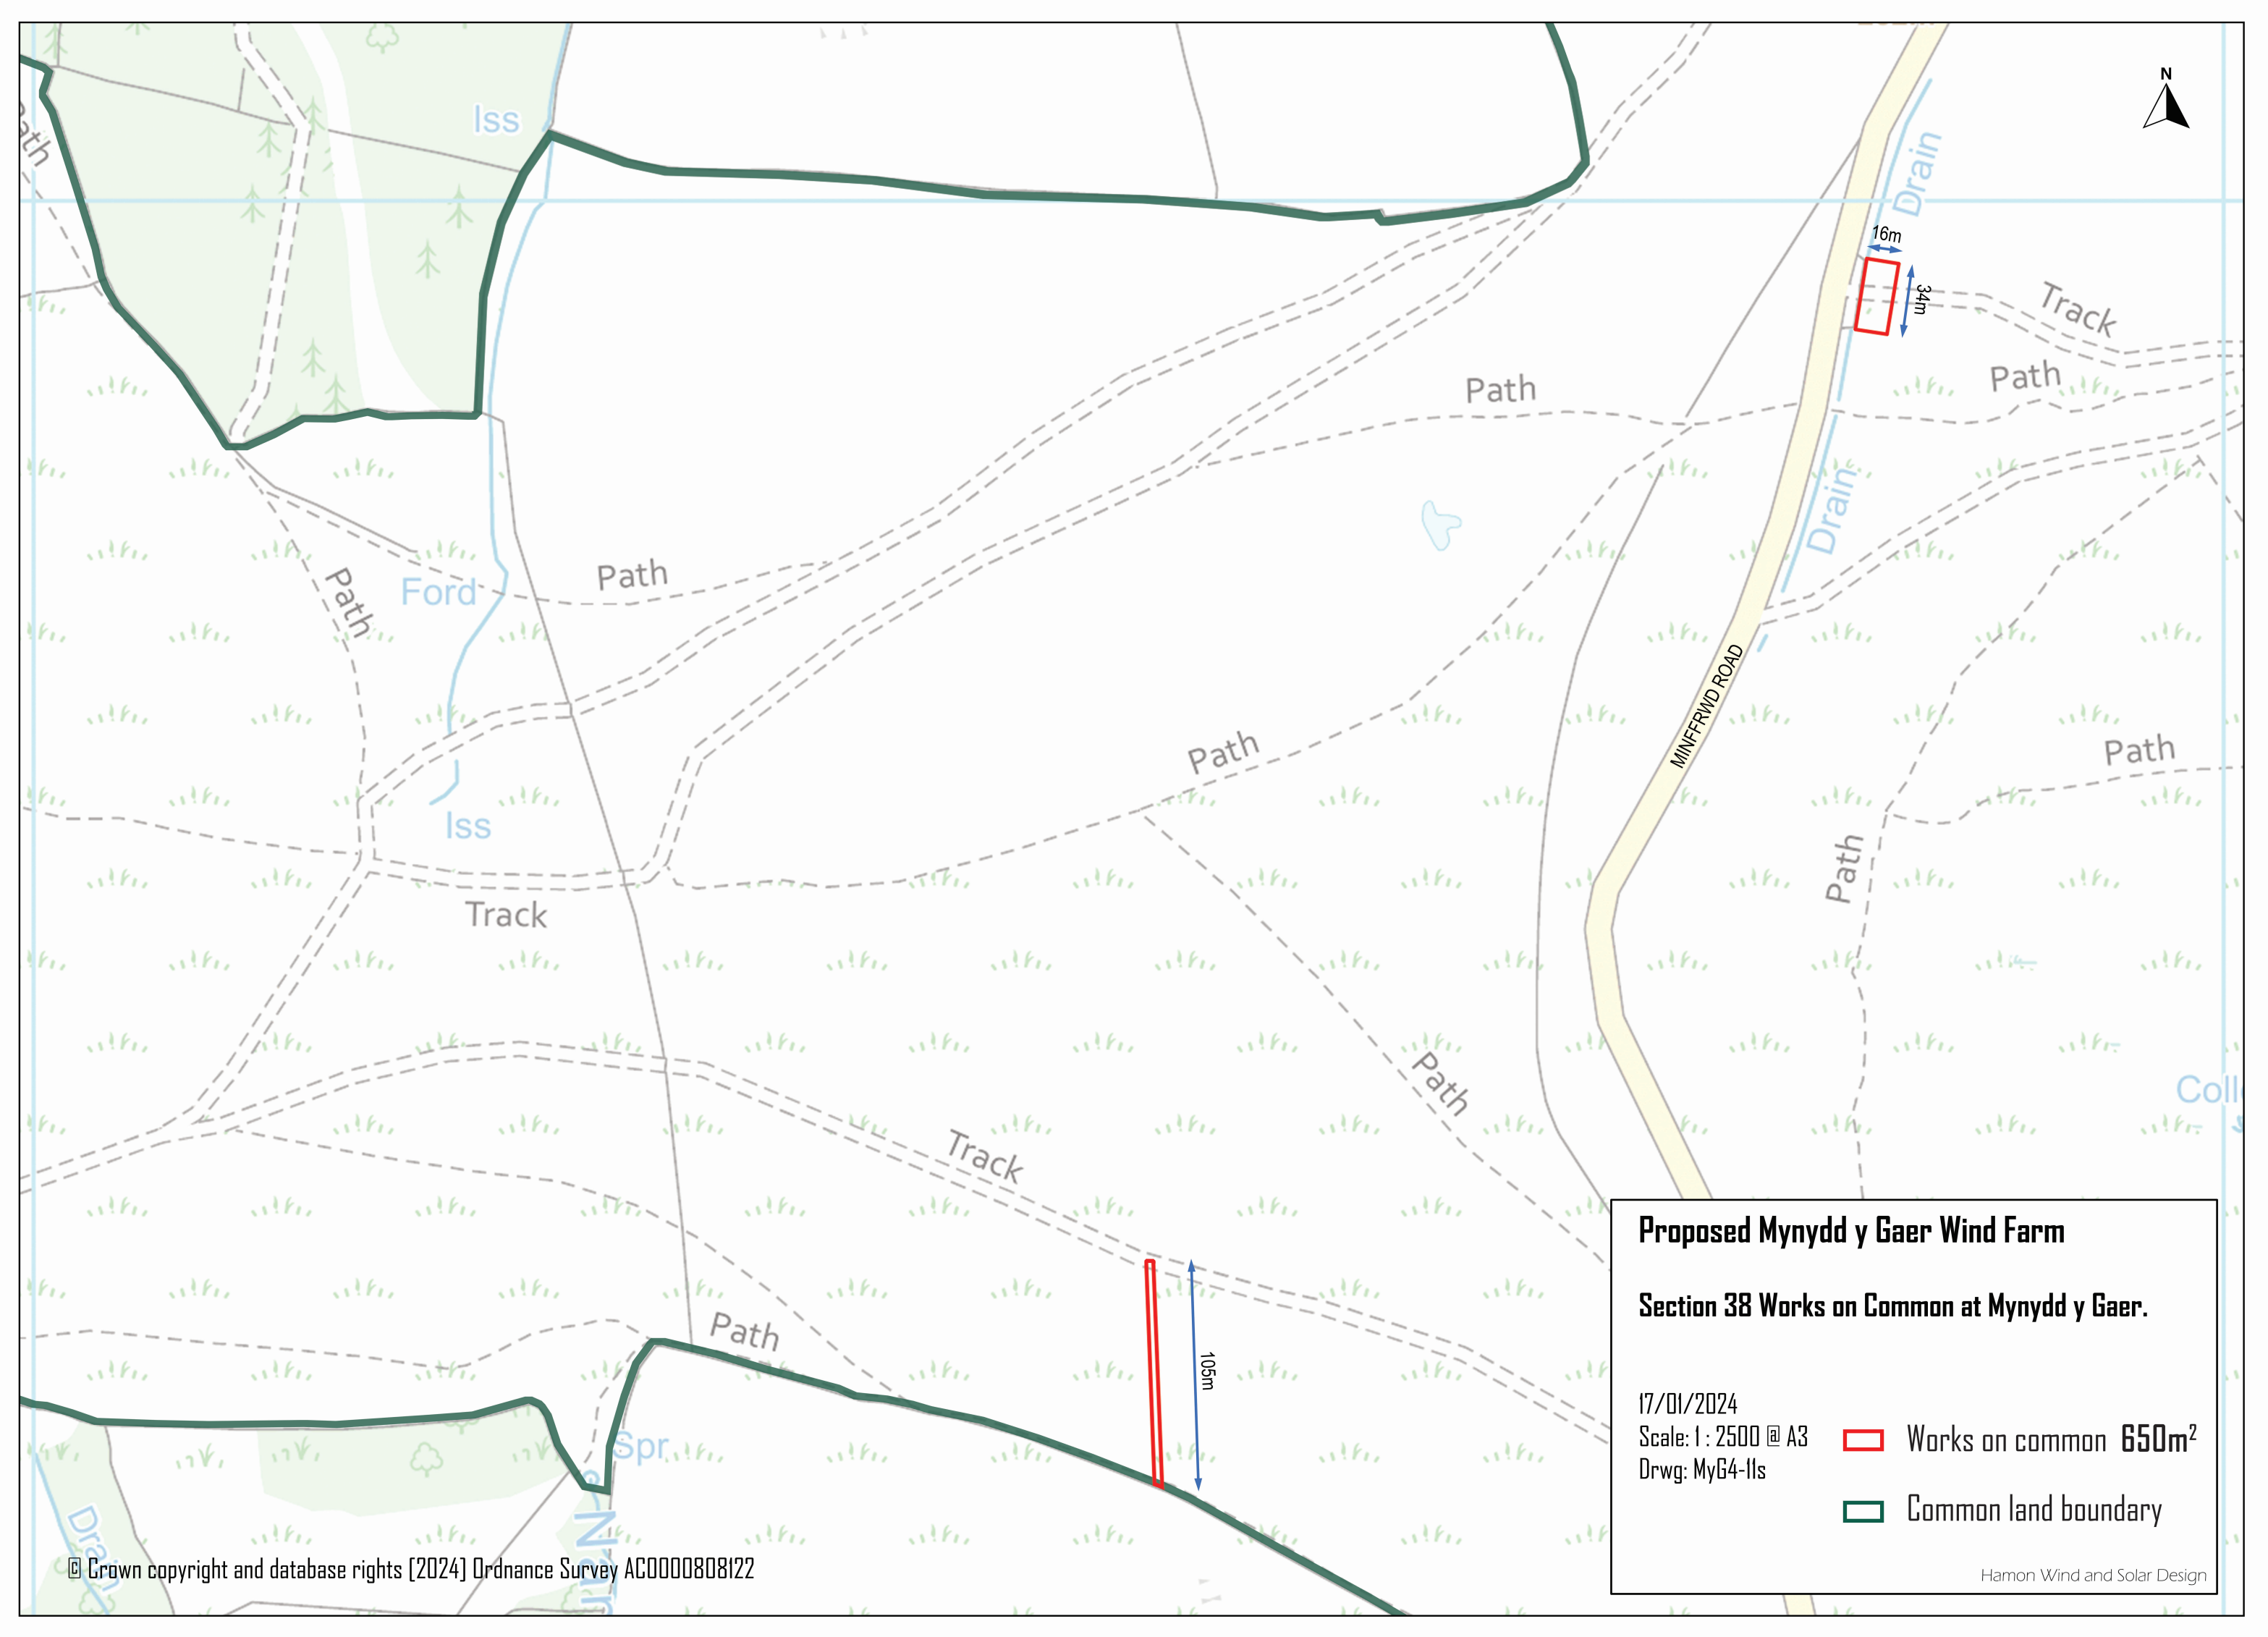 N
Iss
Path
Drain
16m
34m
Track
Path
Path
Drain
Path
Ford
Path
MINFFRWD ROAD
Path
Path
Iss
Path
Track
Path
Coll
Track
Path
105m
Spr
Drain
Nan
Proposed Mynydd y Gaer Wind Farm
Section 38 Works on Common at Mynydd y Gaer.
17/01/2024
Scale: 1 : 2500 @ A3
Drwg: MyG4-11s
Works on common 650m²
Common land boundary
Hamon Wind and Solar Design
© Crown copyright and database rights [2024] Ordnance Survey AC0000808122